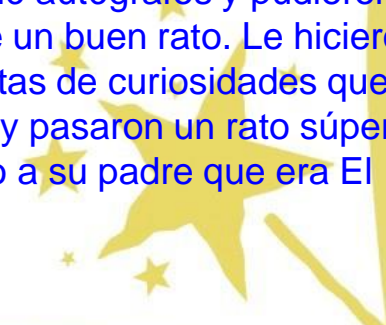 autógrafos y pudieron
un buen rato. Le hiciero
tas de curiosidades que
y pasaron un rato súper
o a su padre que era El